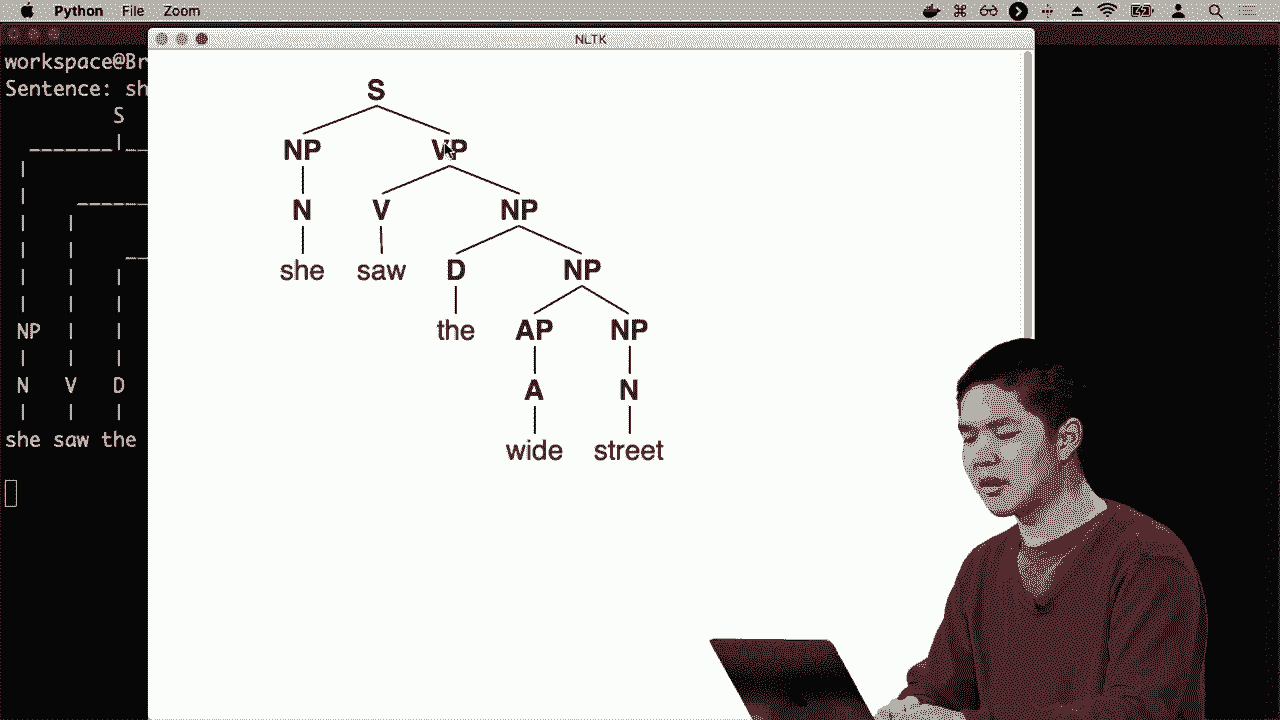 Python File Zoom
NLTK
workspace@Br
Sentence: sh
S
NP
N V D
she saw the
S
NP VP
N V NP
she saw D NP
the AP NP
A N
wide street